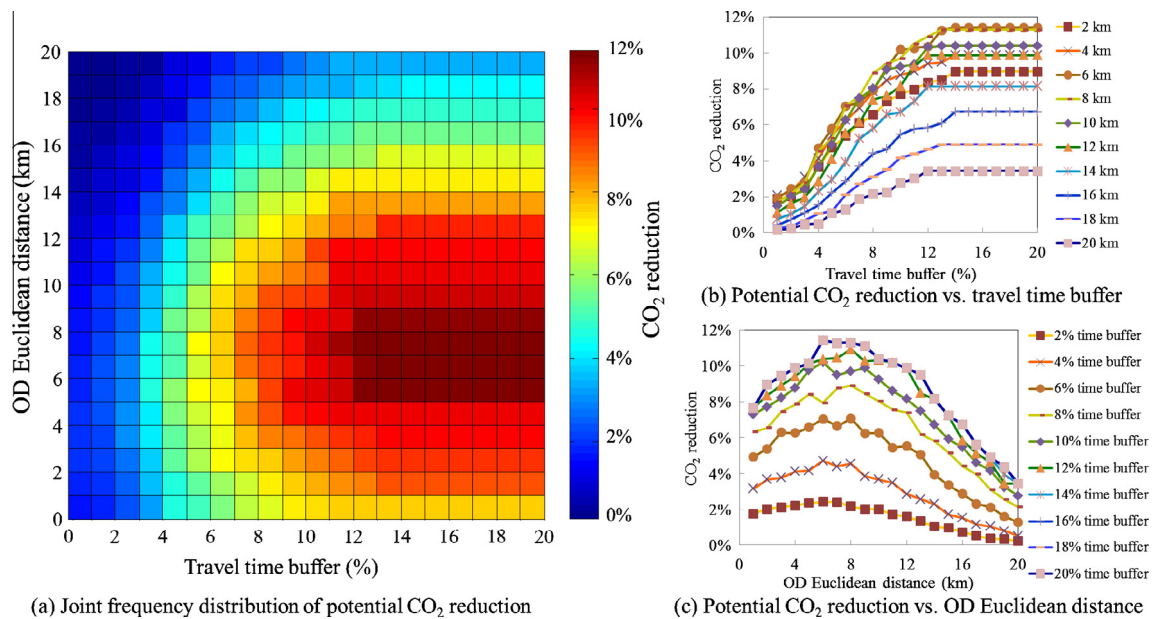 20
18
16
14
12
10
8
6
4
2
0
OD Euclidean distance (km)
0 2 4 6 8 10 12 14 16 18 20
Travel time buffer (%)
12%
10%
8%
6%
4%
2%
0%
CO₂ reduction
(a) Joint frequency distribution of potential CO₂ reduction
12%
10%
8%
6%
4%
2%
0%
CO₂ reduction
0 4 8 12 16 20
Travel time buffer (%)
2 km
4 km
6 km
8 km
10 km
12 km
14 km
16 km
18 km
20 km
(b) Potential CO₂ reduction vs. travel time buffer
12%
10%
8%
6%
4%
2%
0%
CO₂ reduction
0 4 8 12 16 20
OD Euclidean distance (km)
2% time buffer
4% time buffer
6% time buffer
8% time buffer
10% time buffer
12% time buffer
14% time buffer
16% time buffer
18% time buffer
20% time buffer
(c) Potential CO₂ reduction vs. OD Euclidean distance